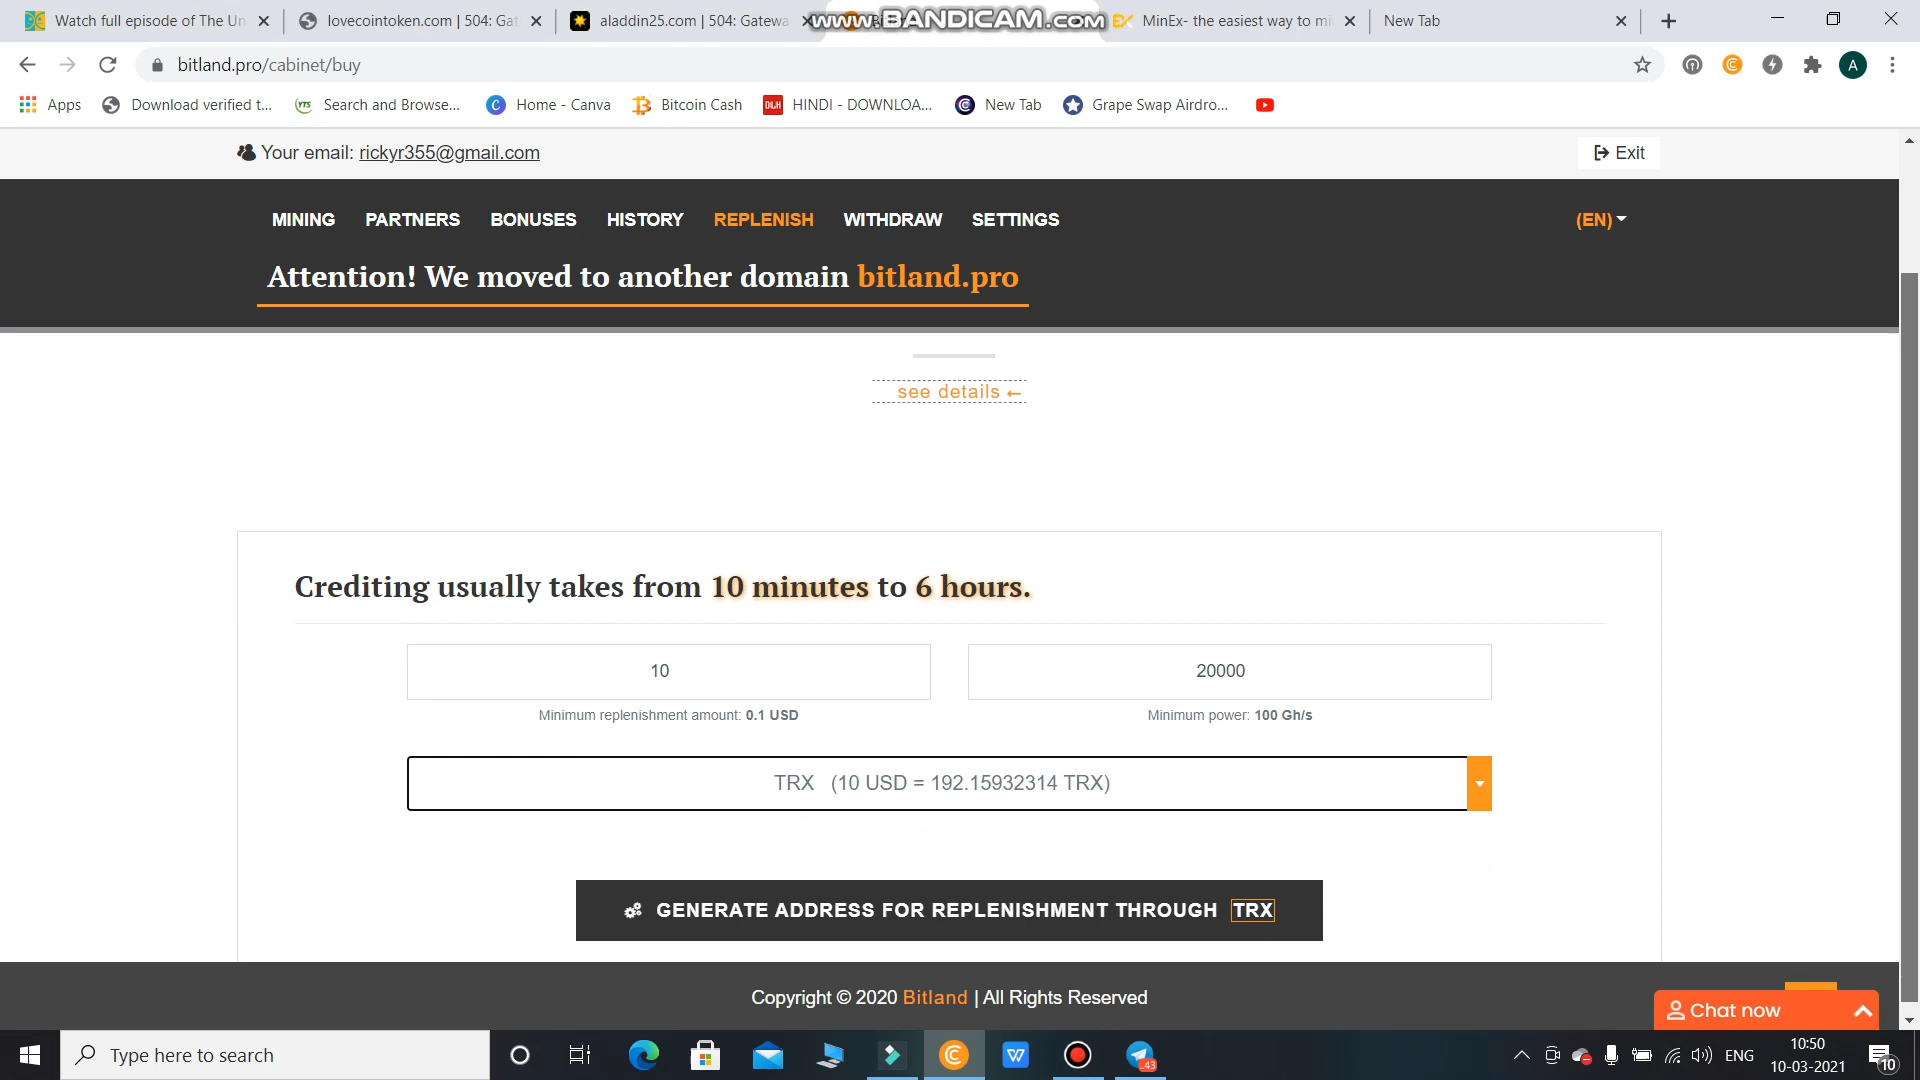 Watch full episode of The Un
lovecointoken.com | 504: Gat
aladdin25.com | 504: Gatewa
www.BANDICAM.com
MinEx- the easiest way to mi
New Tab
bitland.pro/cabinet/buy
A
Apps
Download verified t...
Search and Browse...
Home - Canva
Bitcoin Cash
HINDI - DOWNLOA...
New Tab
Grape Swap Airdro...
Your email: rickyr355@gmail.com
Exit
MINING PARTNERS BONUSES HISTORY REPLENISH WITHDRAW SETTINGS
(EN)
Attention! We moved to another domain bitland.pro
see details ←
Crediting usually takes from 10 minutes to 6 hours.
10
20000
Minimum replenishment amount: 0.1 USD
Minimum power: 100 Gh/s
TRX (10 USD = 192.15932314 TRX)
GENERATE ADDRESS FOR REPLENISHMENT THROUGH TRX
Copyright © 2020 Bitland | All Rights Reserved
Chat now
Type here to search
43
ENG
10:50
10-03-2021
10